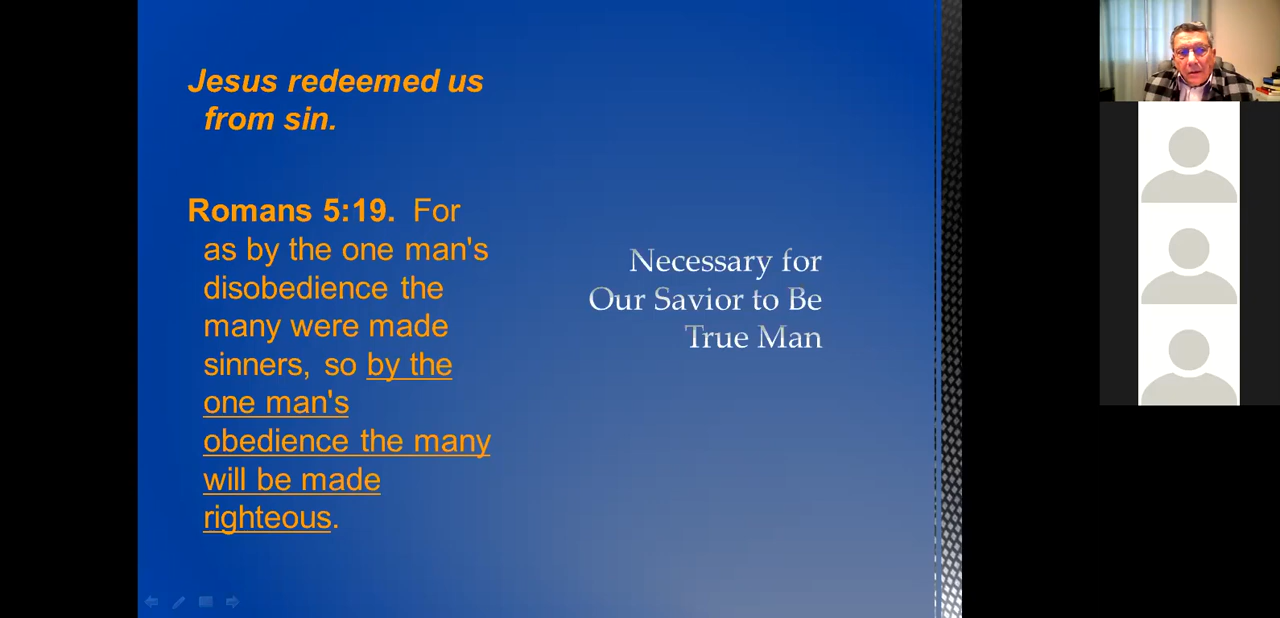 Jesus redeemed us
from sin.
Romans 5:19. For
as by the one man's
disobedience the
many were made
sinners, so by the
one man's
obedience the many
will be made
righteous.
Necessary for
Our Savior to Be
True Man